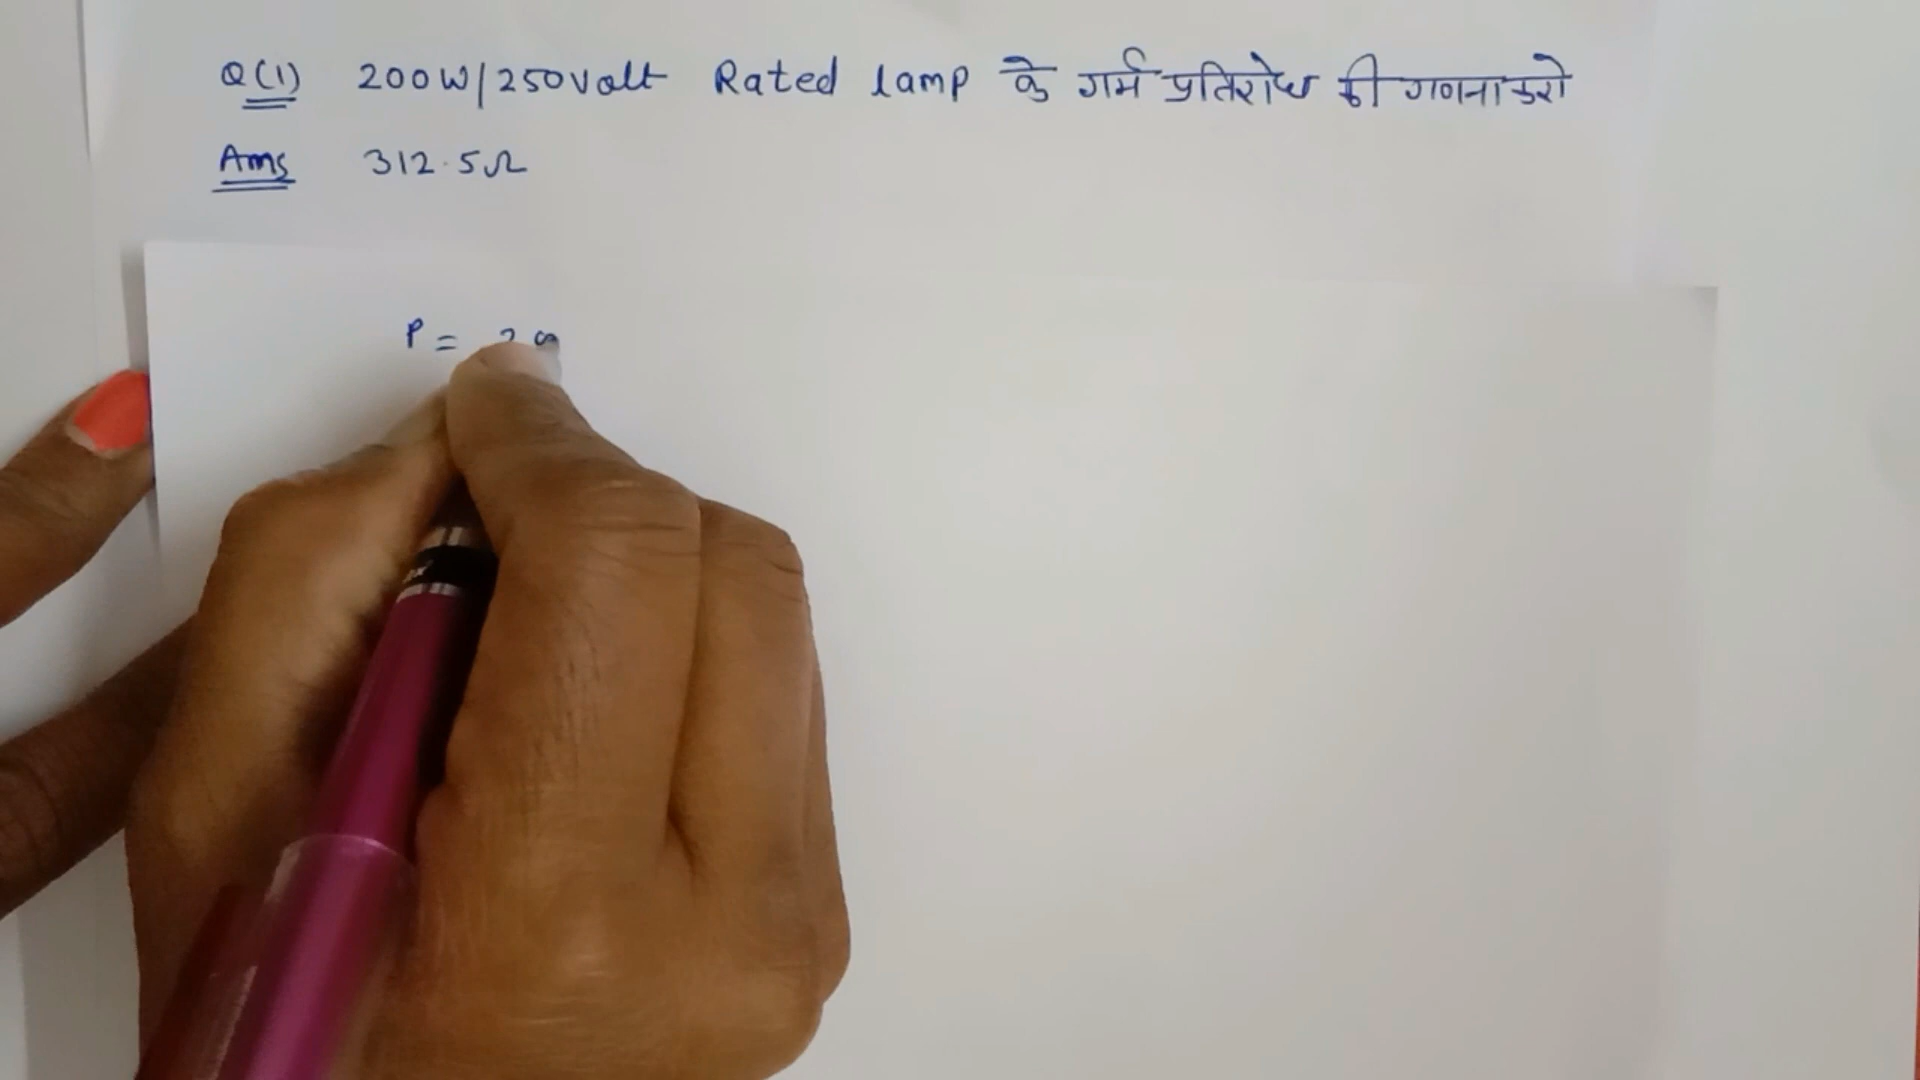 Q(1) 200W/250volt Rated lamp के गर्म प्रतिरोध की गणना करो
Ans 312.5Ω
P =